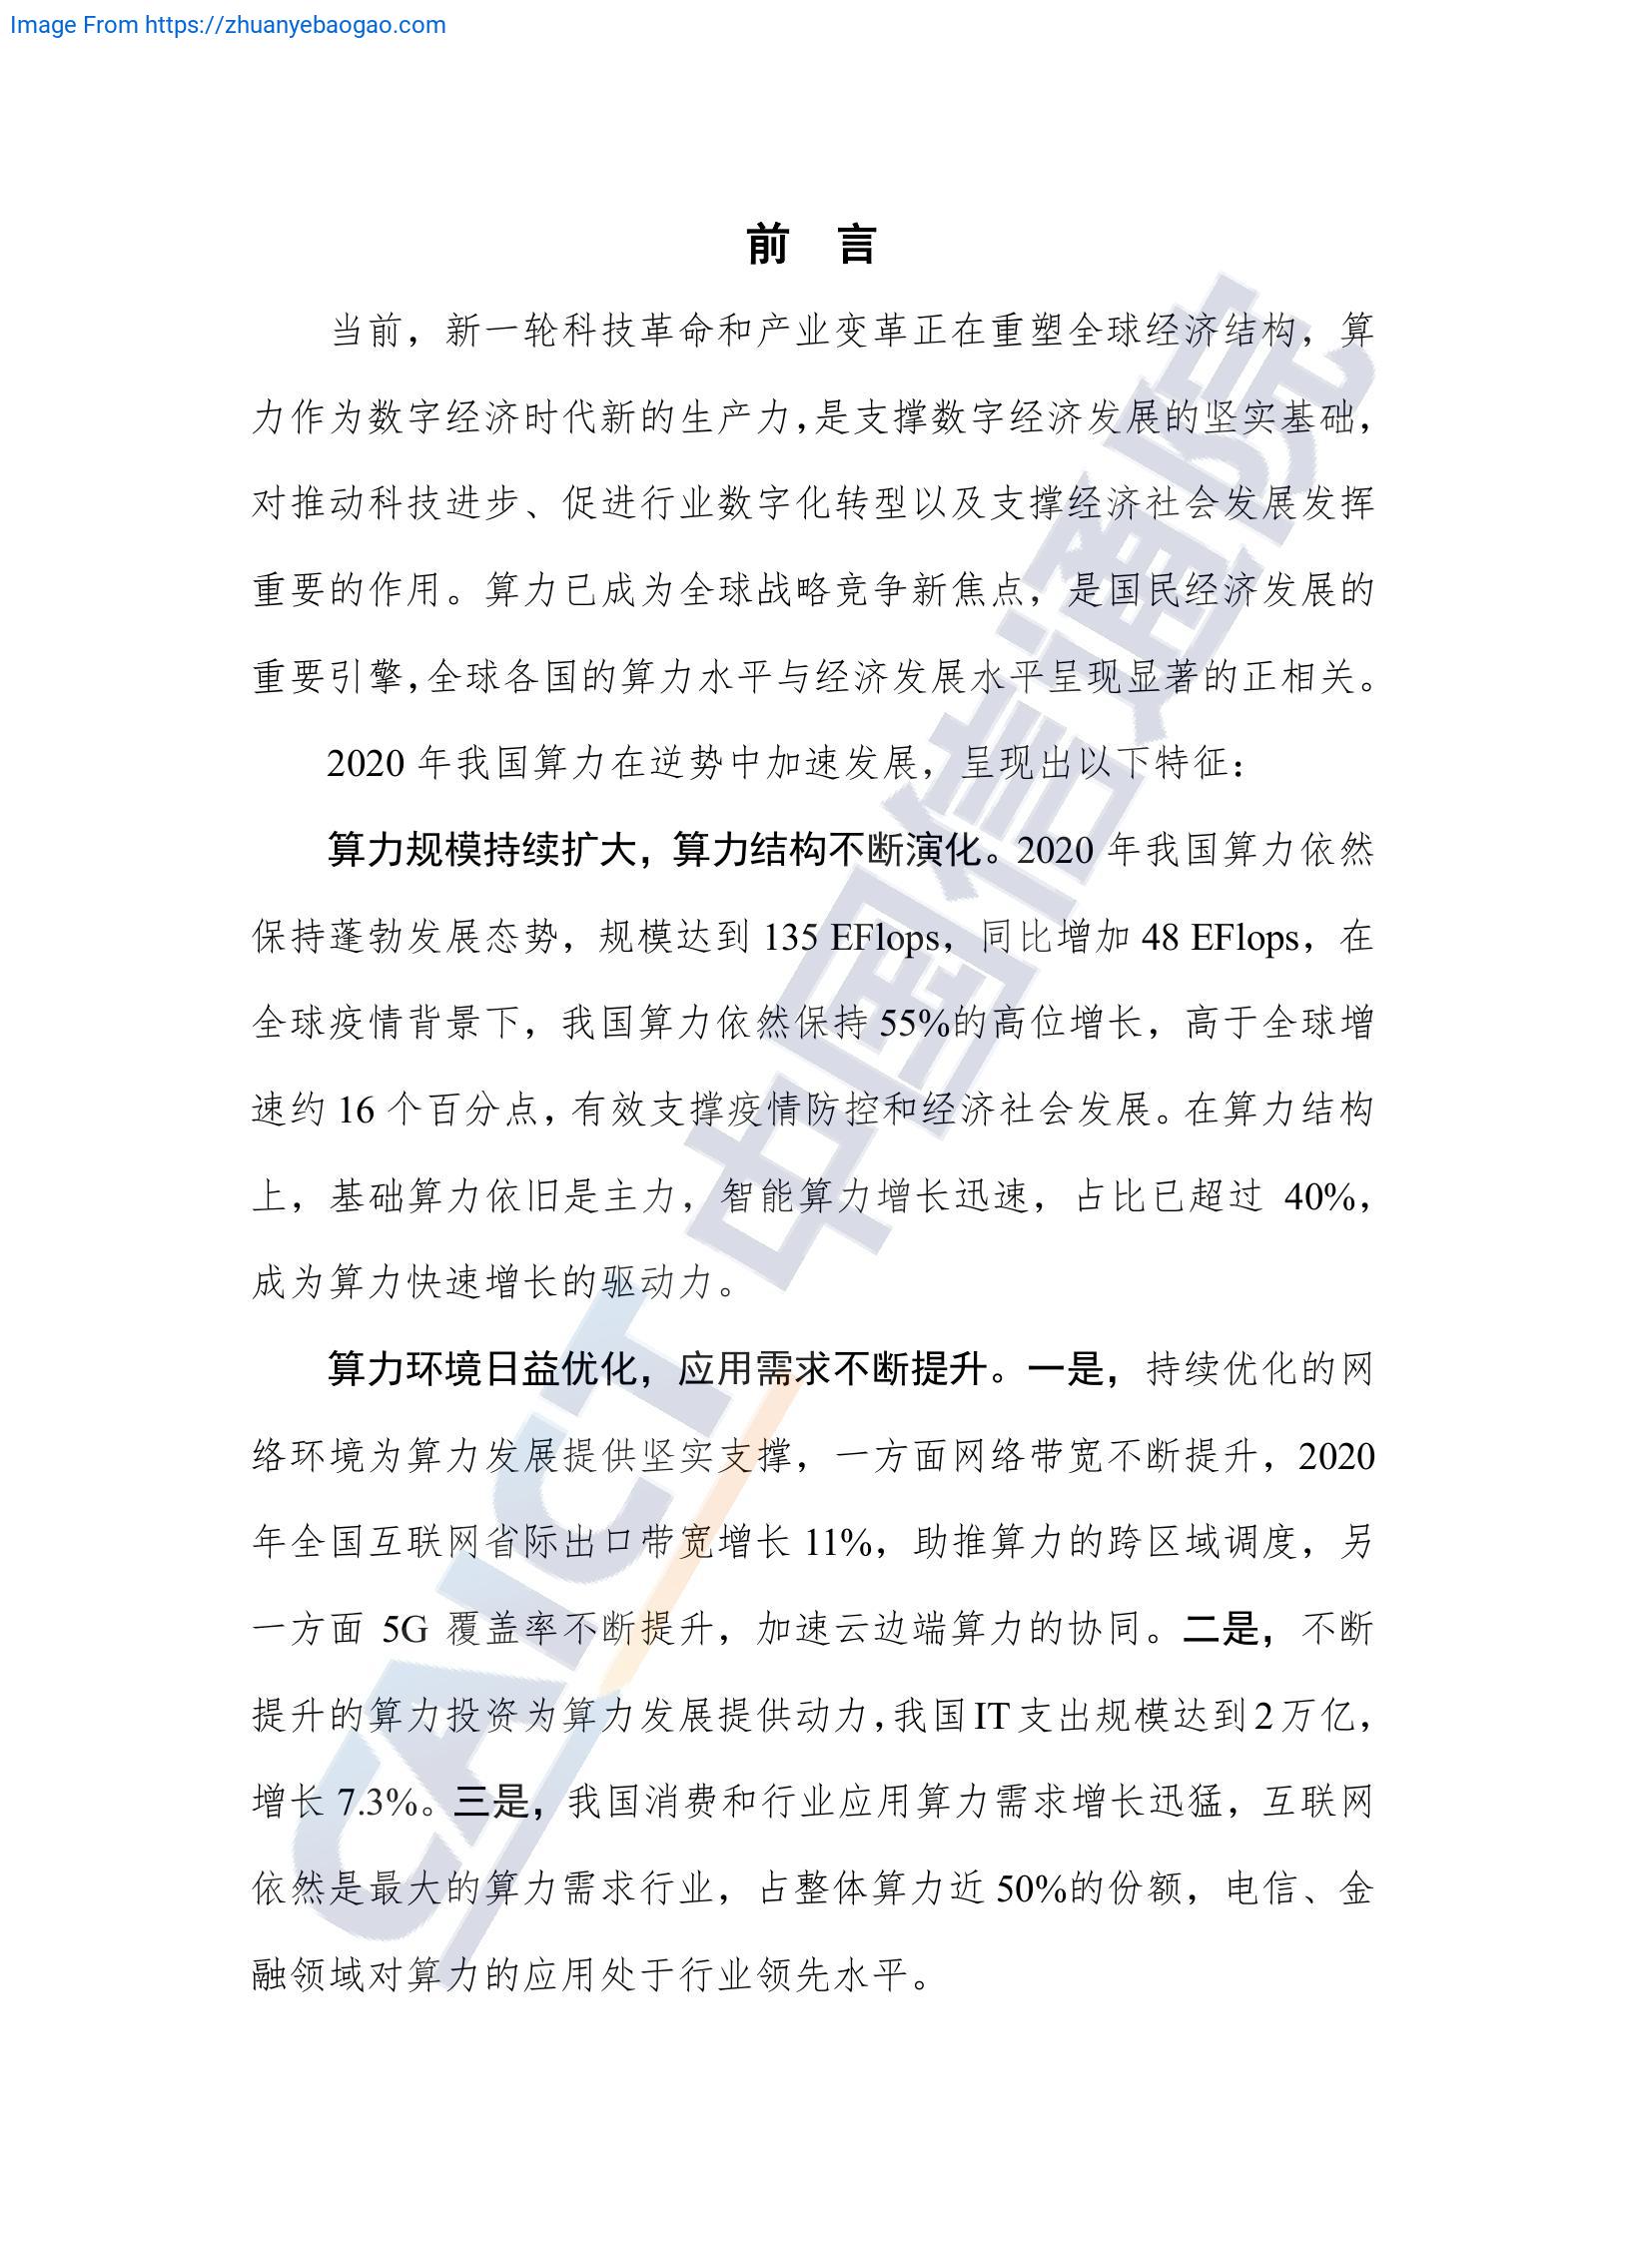 Image From https://zhuanyebaogao.com
前 言
当前，新一轮科技革命和产业变革正在重塑全球经济结构，算
力作为数字经济时代新的生产力，是支撑数字经济发展的坚实基础，
对推动科技进步、促进行业数字化转型以及支撑经济社会发展发挥
重要的作用。算力已成为全球战略竞争新焦点，是国民经济发展的
重要引擎，全球各国的算力水平与经济发展水平呈现显著的正相关。
2020 年我国算力在逆势中加速发展，呈现出以下特征：
算力规模持续扩大，算力结构不断演化。2020 年我国算力依然
保持蓬勃发展态势，规模达到 135 EFlops，同比增加 48 EFlops，在
全球疫情背景下，我国算力依然保持 55%的高位增长，高于全球增
速约 16 个百分点，有效支撑疫情防控和经济社会发展。在算力结构
上，基础算力依旧是主力，智能算力增长迅速，占比已超过 40%，
成为算力快速增长的驱动力。
算力环境日益优化，应用需求不断提升。一是，持续优化的网
络环境为算力发展提供坚实支撑，一方面网络带宽不断提升，2020
年全国互联网省际出口带宽增长 11%，助推算力的跨区域调度，另
一方面 5G 覆盖率不断提升，加速云边端算力的协同。二是，不断
提升的算力投资为算力发展提供动力，我国 IT 支出规模达到 2 万亿，
增长 7.3%。三是，我国消费和行业应用算力需求增长迅猛，互联网
依然是最大的算力需求行业，占整体算力近 50%的份额，电信、金
融领域对算力的应用处于行业领先水平。
CAICT 中国信通院